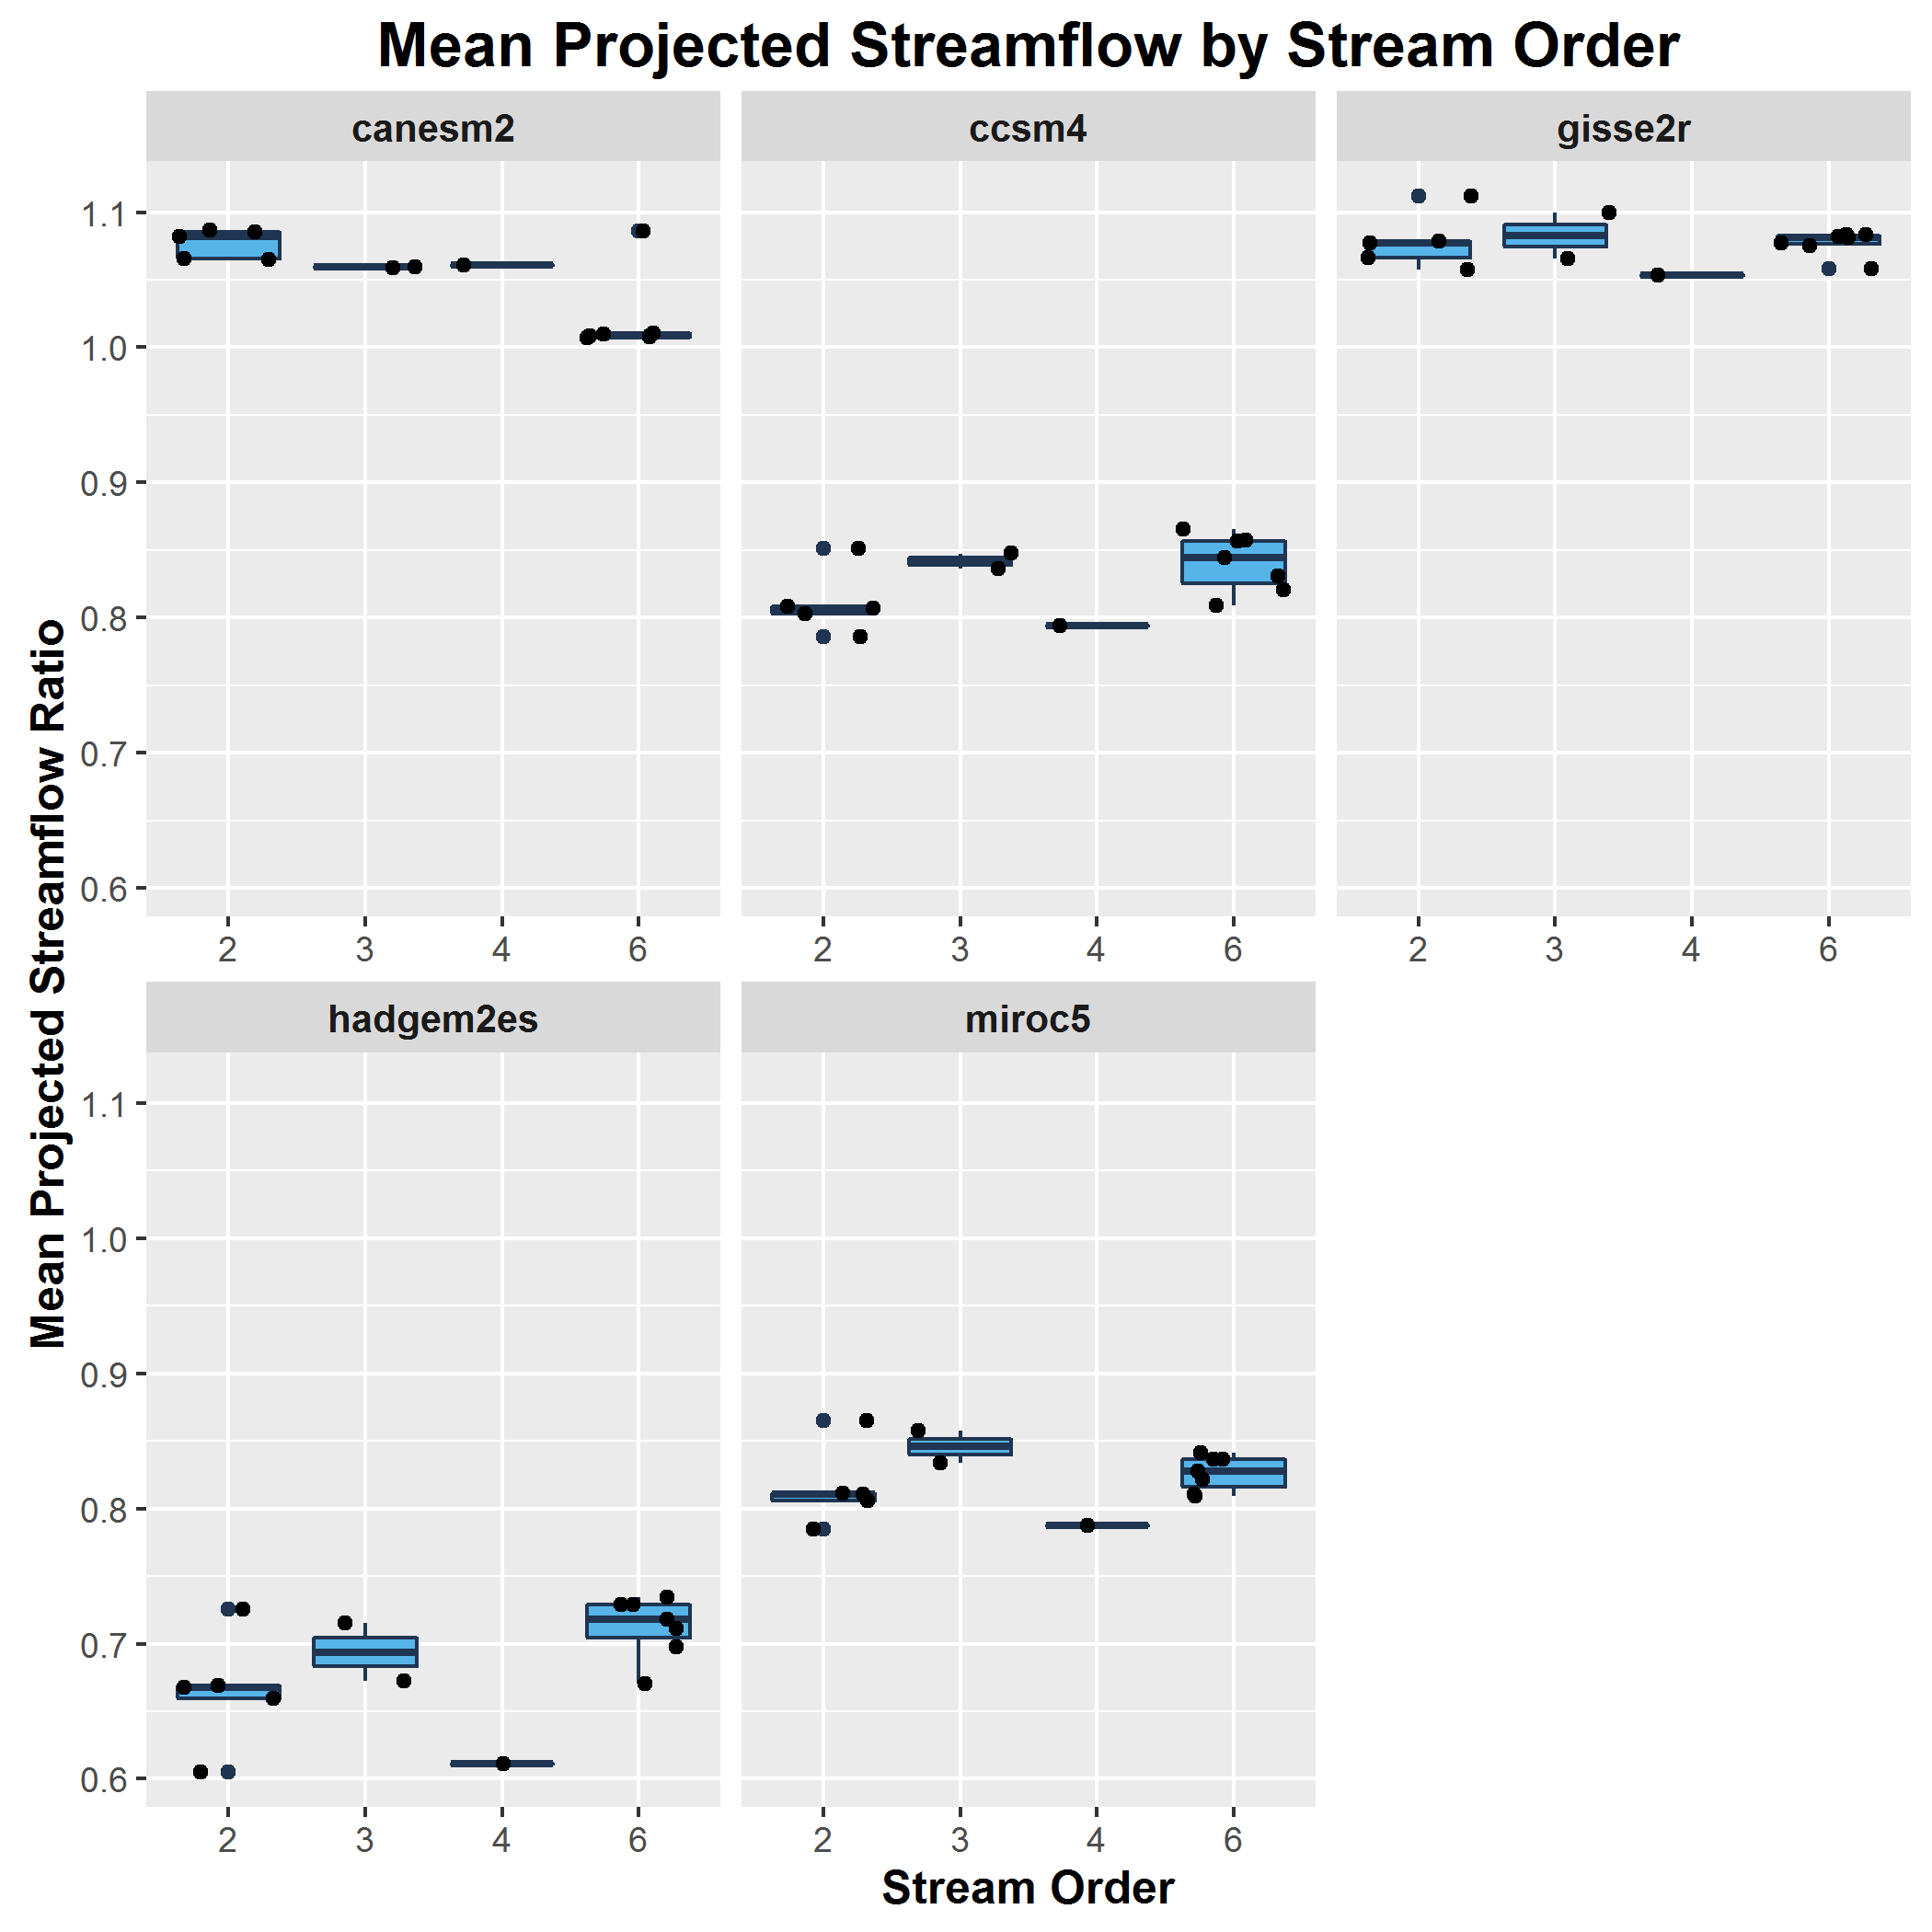 Mean Projected Streamflow by Stream Order
canesm2
ccsm4
gisse2r
1.1
1.0
0.9
0.8
0.7
0.6
2 3 4 6
2 3 4 6
2 3 4 6
Mean Projected Streamflow Ratio
hadgem2es
miroc5
1.1
1.0
0.9
0.8
0.7
0.6
2 3 4 6
2 3 4 6
Stream Order